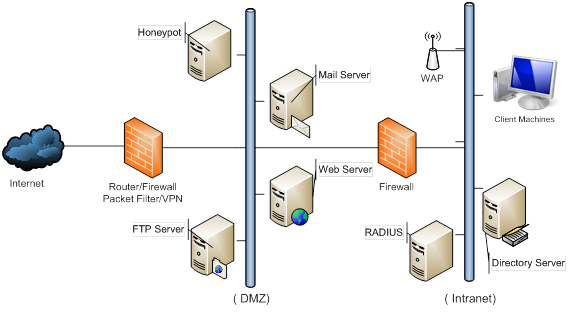 Honeypot
Mail Server
WAP
Client Machines
Internet
Router/Firewall
Packet Filter/VPN
Web Server
Firewall
FTP Server
RADIUS
Directory Server
( DMZ)
( Intranet)